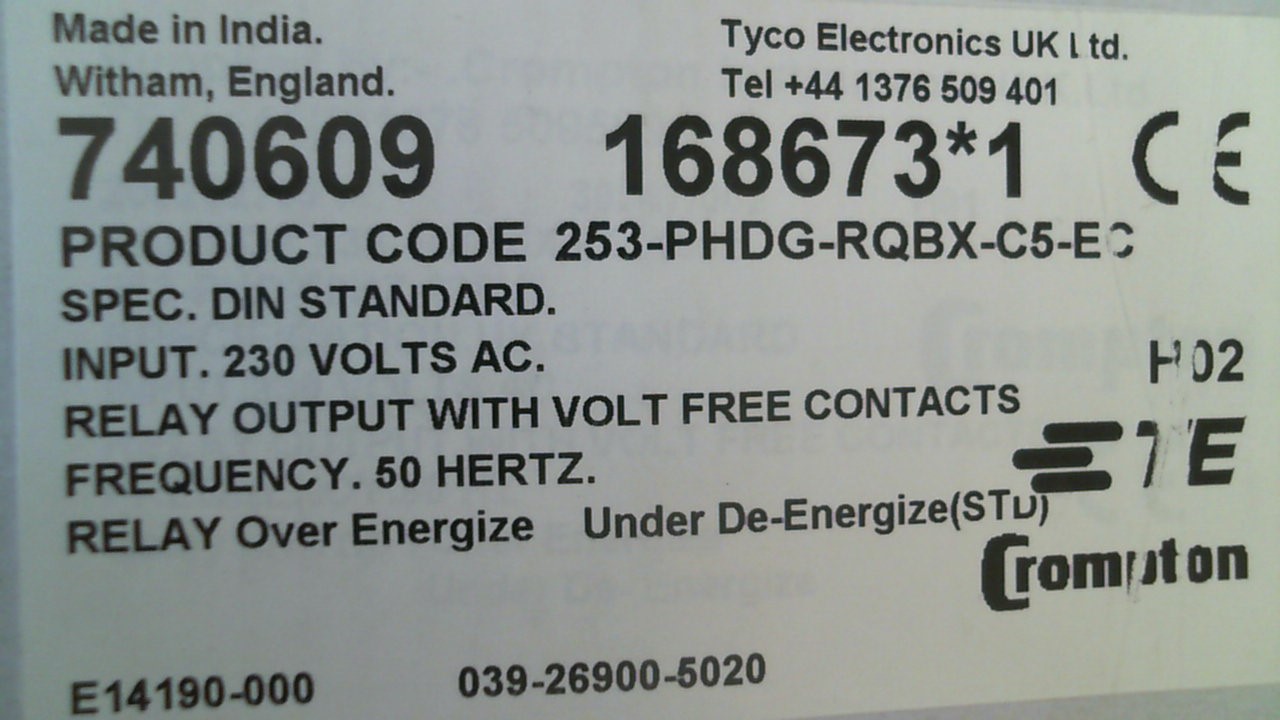 Made in India.
Witham, England.
Tyco Electronics UK Ltd.
Tel +44 1376 509 401
740609 168673*1 CE
PRODUCT CODE 253-PHDG-RQBX-C5-EC
SPEC. DIN STANDARD.
INPUT. 230 VOLTS AC.
H02
RELAY OUTPUT WITH VOLT FREE CONTACTS
FREQUENCY. 50 HERTZ.
TE
RELAY Over Energize Under De-Energize(STD)
Crompton
E14190-000 039-26900-5020